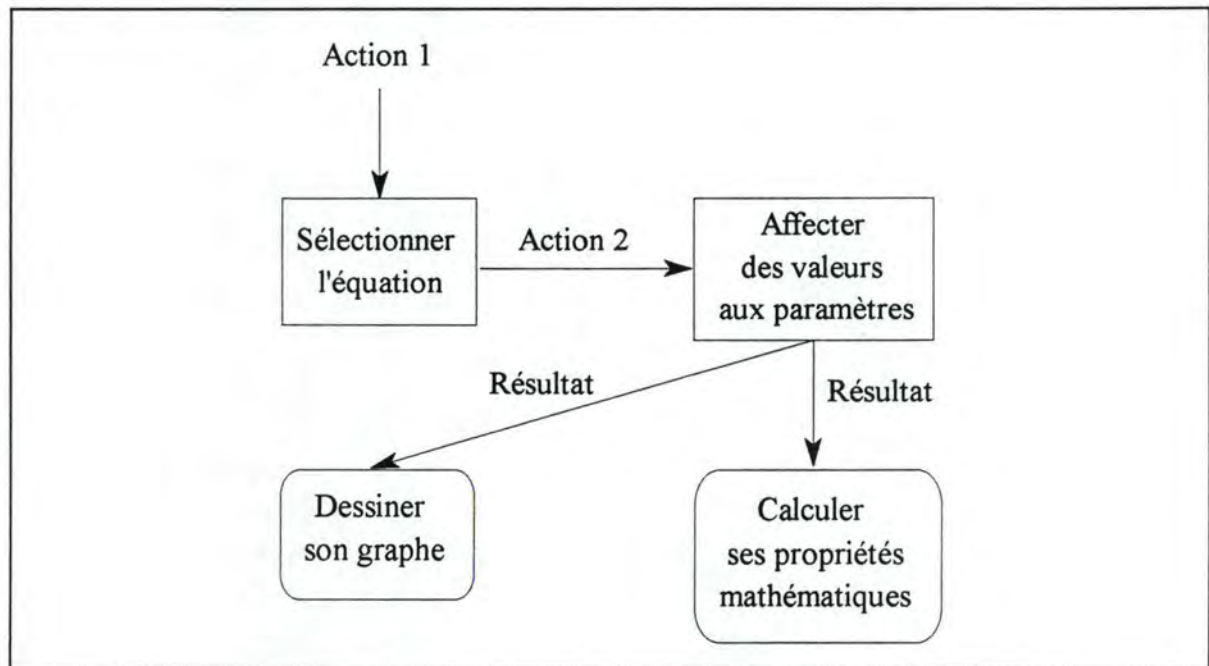 Action 1
Sélectionner
l'équation
Action 2
Affecter
des valeurs
aux paramètres
Résultat
Résultat
Dessiner
son graphe
Calculer
ses propriétés
mathématiques